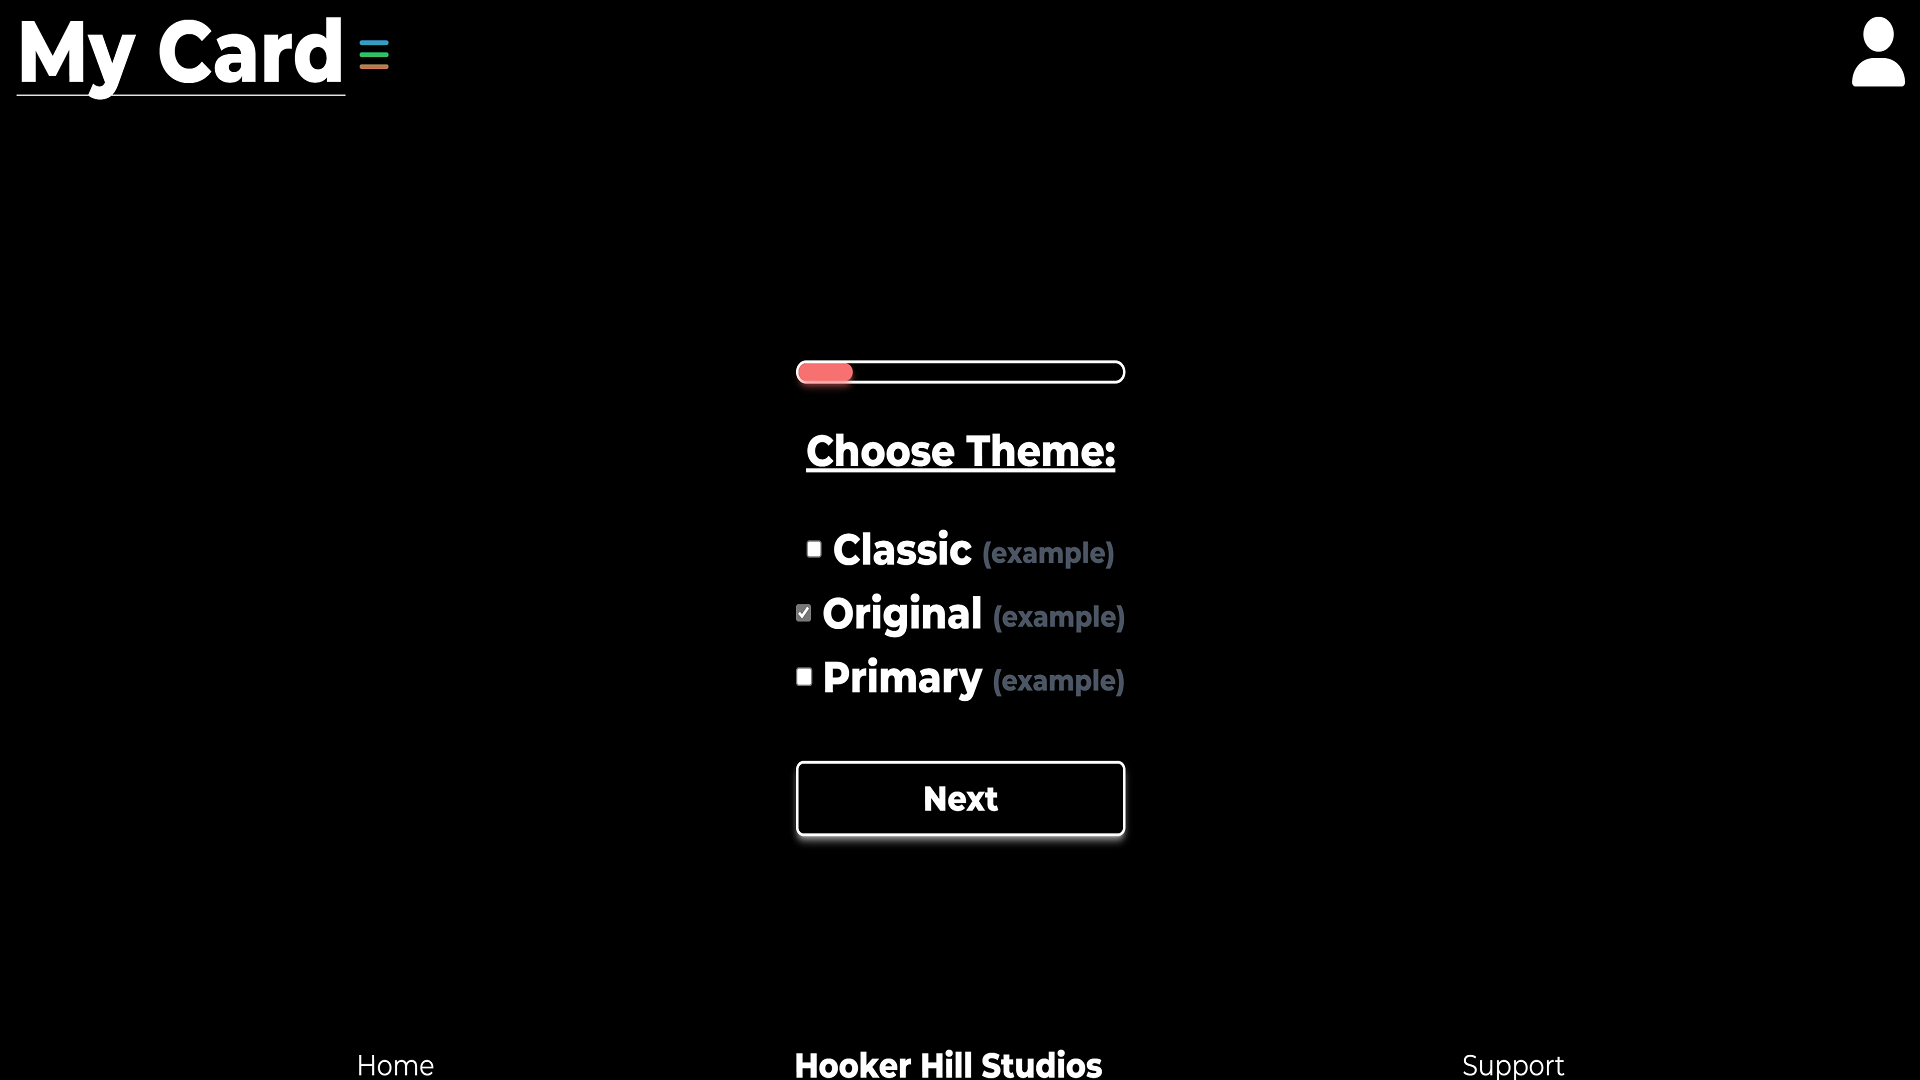 My Card
Choose Theme:
Classic (example)
Original (example)
Primary (example)
Next
Home
Hooker Hill Studios
Support